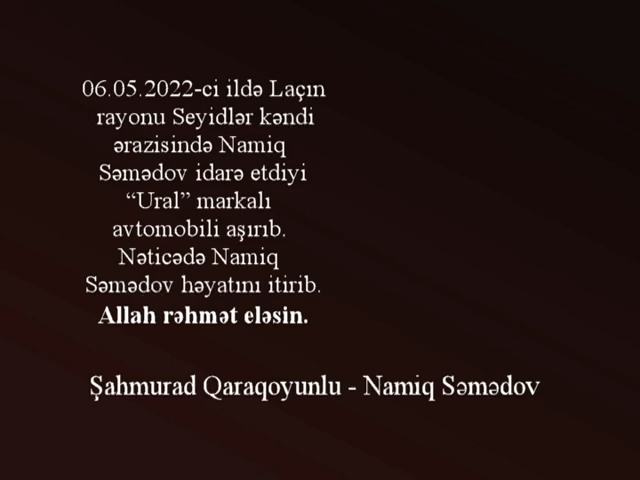 06.05.2022-ci ildə Laçın
rayonu Seyidlər kəndi
ərazisində Namiq
Səmədov idarə etdiyi
“Ural” markalı
avtomobili aşırıb.
Nəticədə Namiq
Səmədov həyatını itirib.
Allah rəhmət eləsin.
Şahmurad Qaraqoyunlu - Namiq Səmədov